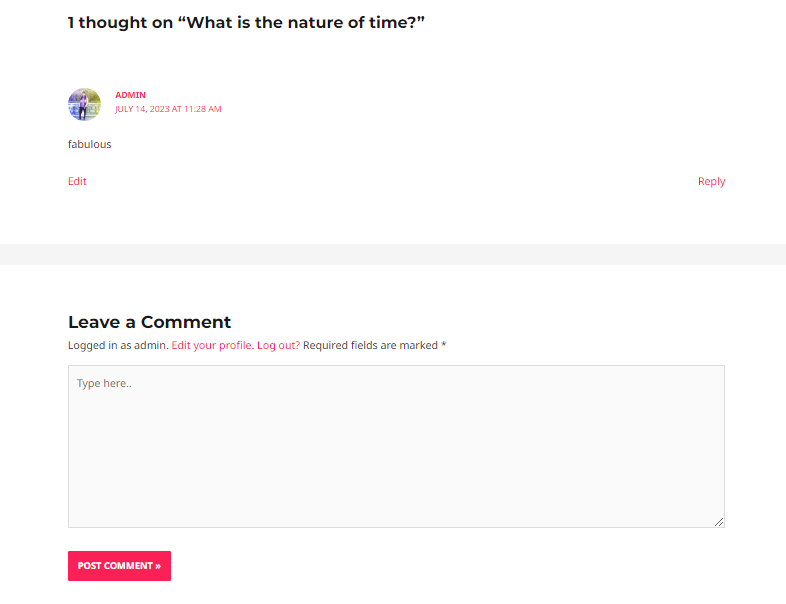 1 thought on “What is the nature of time?”
ADMIN
JULY 14, 2023 AT 11:28 AM
fabulous
Edit
Reply
Leave a Comment
Logged in as admin. Edit your profile. Log out? Required fields are marked *
Type here..
POST COMMENT »